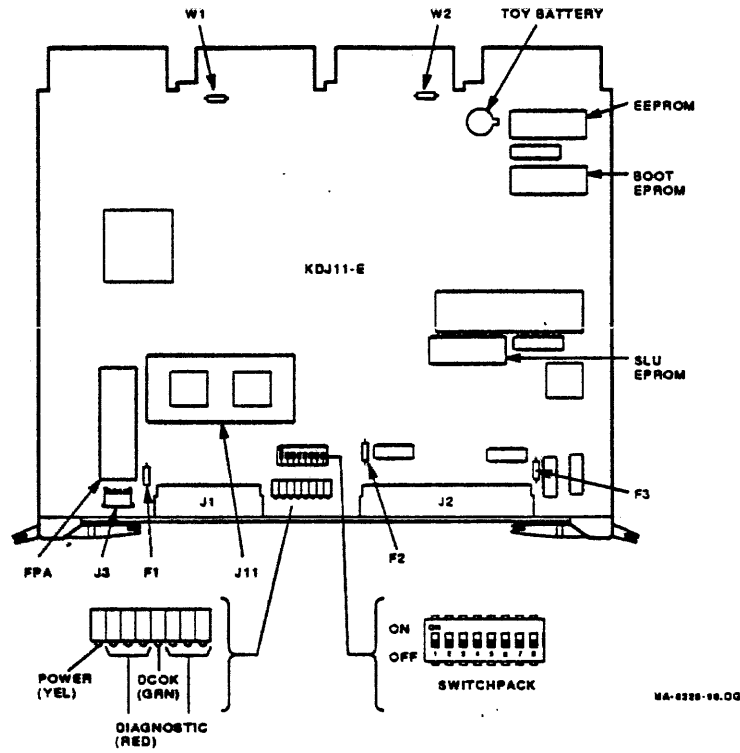 W1
W2
TOY BATTERY
EEPROM
BOOT
EPROM
KDJ11-E
SLU
EPROM
J1
J2
F3
FPA
J3
F1
J11
F2
ON
OFF
ON
1 2 3 4 5 6 7 8
SWITCHPACK
POWER
(YEL)
DCOK
(GRN)
DIAGNOSTIC
(RED)